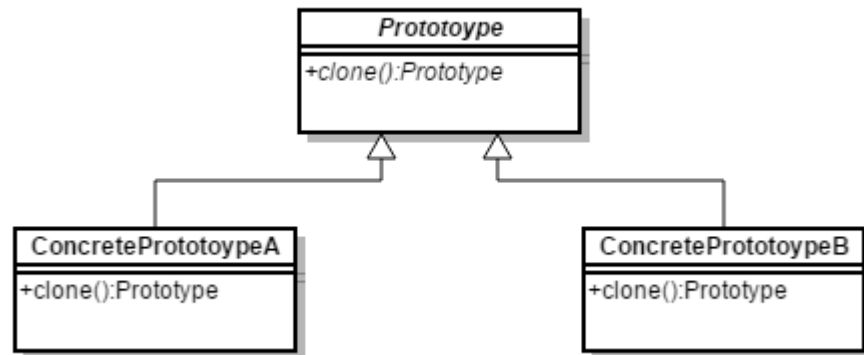 Prototoype
+clone():Prototype
ConcretePrototoypeA
+clone():Prototype
ConcretePrototoypeB
+clone():Prototype